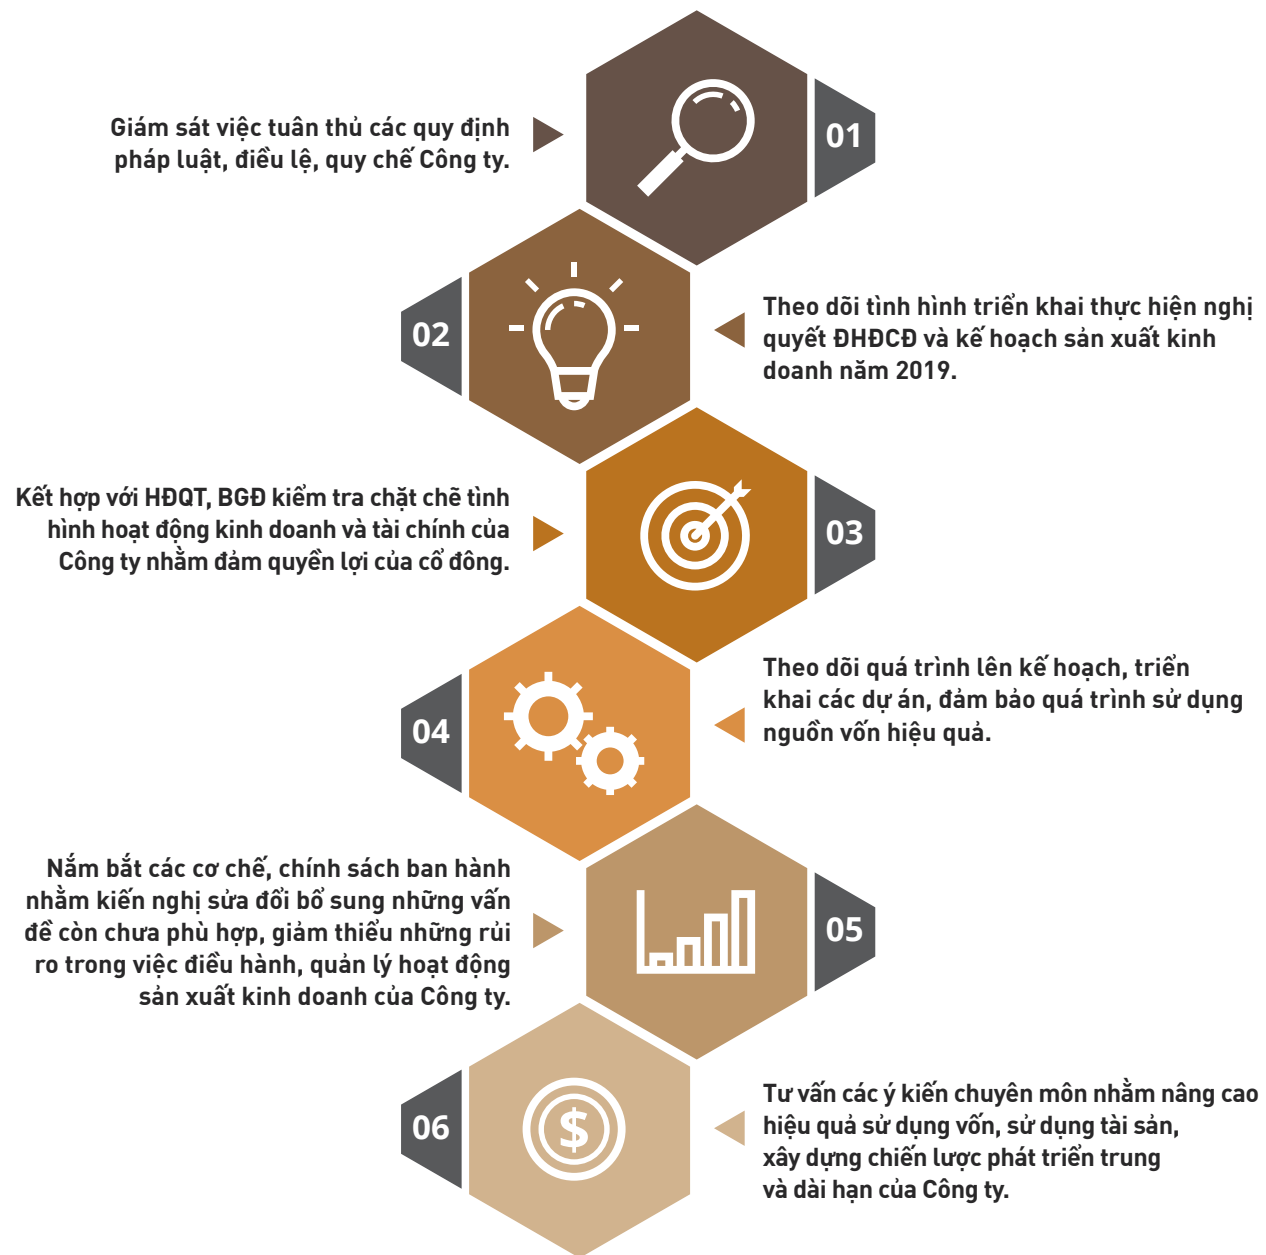 Giám sát việc tuân thủ các quy định
pháp luật, điều lệ, quy chế Công ty.
01
02
Theo dõi tình hình triển khai thực hiện nghị
quyết ĐHĐCĐ và kế hoạch sản xuất kinh
doanh năm 2019.
Kết hợp với HĐQT, BGĐ kiểm tra chặt chẽ tình
hình hoạt động kinh doanh và tài chính của
Công ty nhằm đảm quyền lợi của cổ đông.
03
04
Theo dõi quá trình lên kế hoạch, triển
khai các dự án, đảm bảo quá trình sử dụng
nguồn vốn hiệu quả.
Nắm bắt các cơ chế, chính sách ban hành
nhằm kiến nghị sửa đổi bổ sung những vấn
đề còn chưa phù hợp, giảm thiểu những rủi
ro trong việc điều hành, quản lý hoạt động
sản xuất kinh doanh của Công ty.
05
06
$
Tư vấn các ý kiến chuyên môn nhằm nâng cao
hiệu quả sử dụng vốn, sử dụng tài sản,
xây dựng chiến lược phát triển trung
và dài hạn của Công ty.